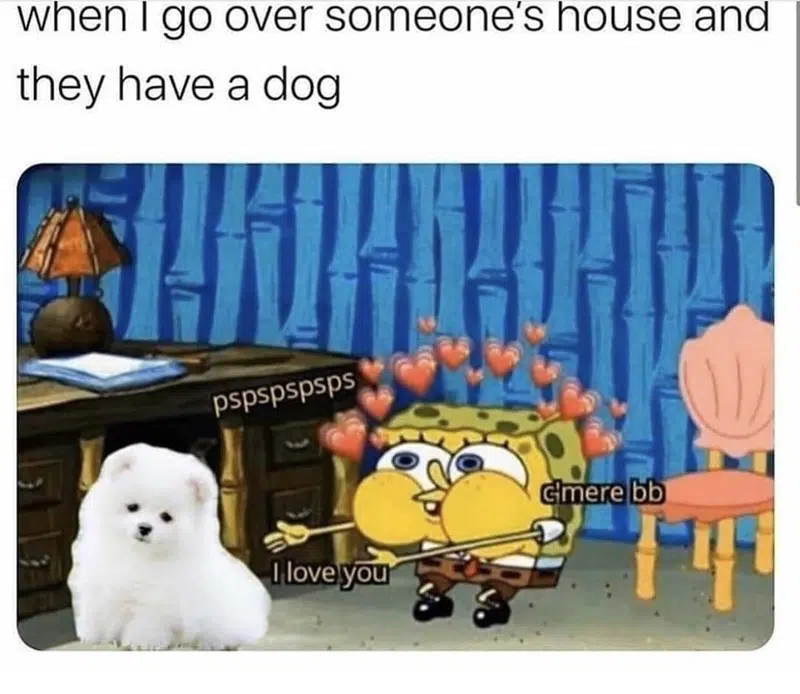 when I go over someone's house and
they have a dog
pspspspsps
c'mere bb
I love you